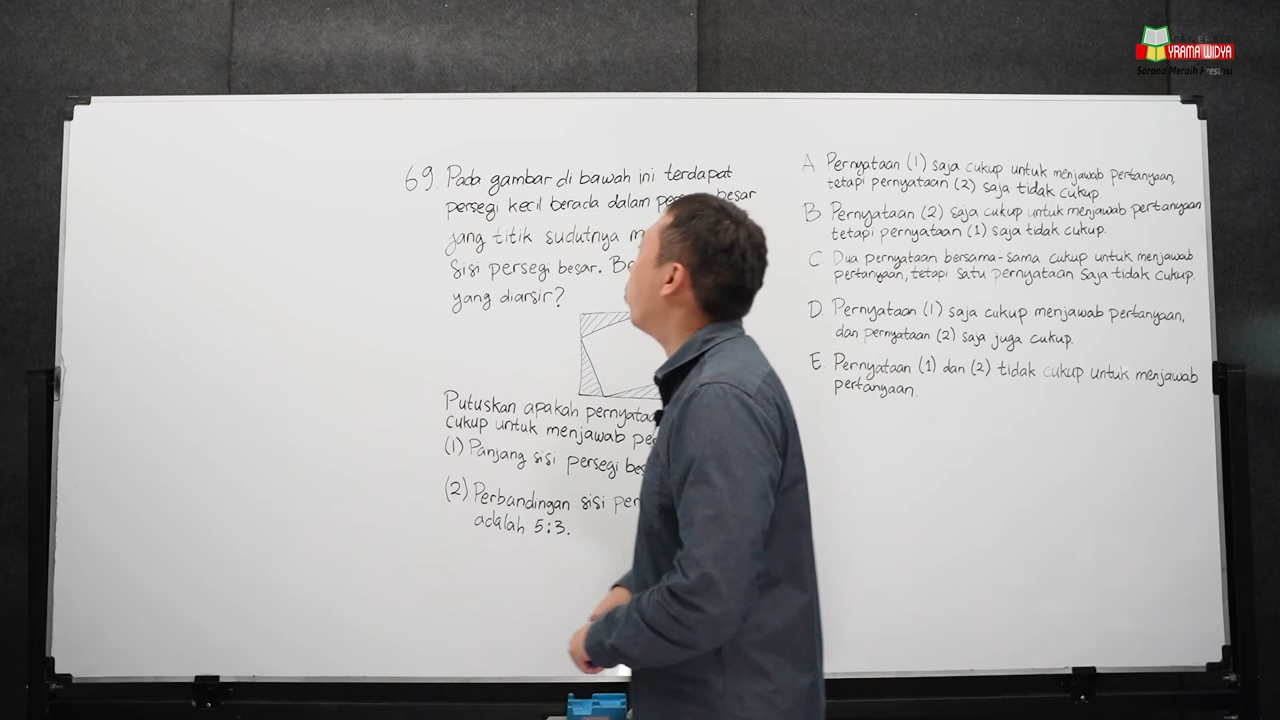 YRAMA WIDYA
Sarana Meraih Prestasi
69. Pada gambar di bawah ini terdapat
persegi kecil berada dalam besar
yang titik sudutnya
sisi persegi besar.
yang diarsir?
Putuskan apakah
cukup untuk menjawab
(1) Panjang sisi persegi
(2) Perbandingan sisi
adalah 5:3.
A Pernyataan (1) saja cukup untuk menjawab pertanyaan,
tetapi pernyataan (2) saja tidak cukup
B. Pernyataan (2) saja cukup untuk menjawab pertanyaan
tetapi pernyataan (1) saja tidak cukup.
C Dua pernyataan bersama-sama cukup untuk menjawab
pertanyaan, tetapi satu pernyataan saja tidak cukup.
D. Pernyataan (1) saja cukup menjawab pertanyaan,
dan pernyataan (2) saja juga cukup.
E. Pernyataan (1) dan (2) tidak cukup untuk menjawab
pertanyaan.